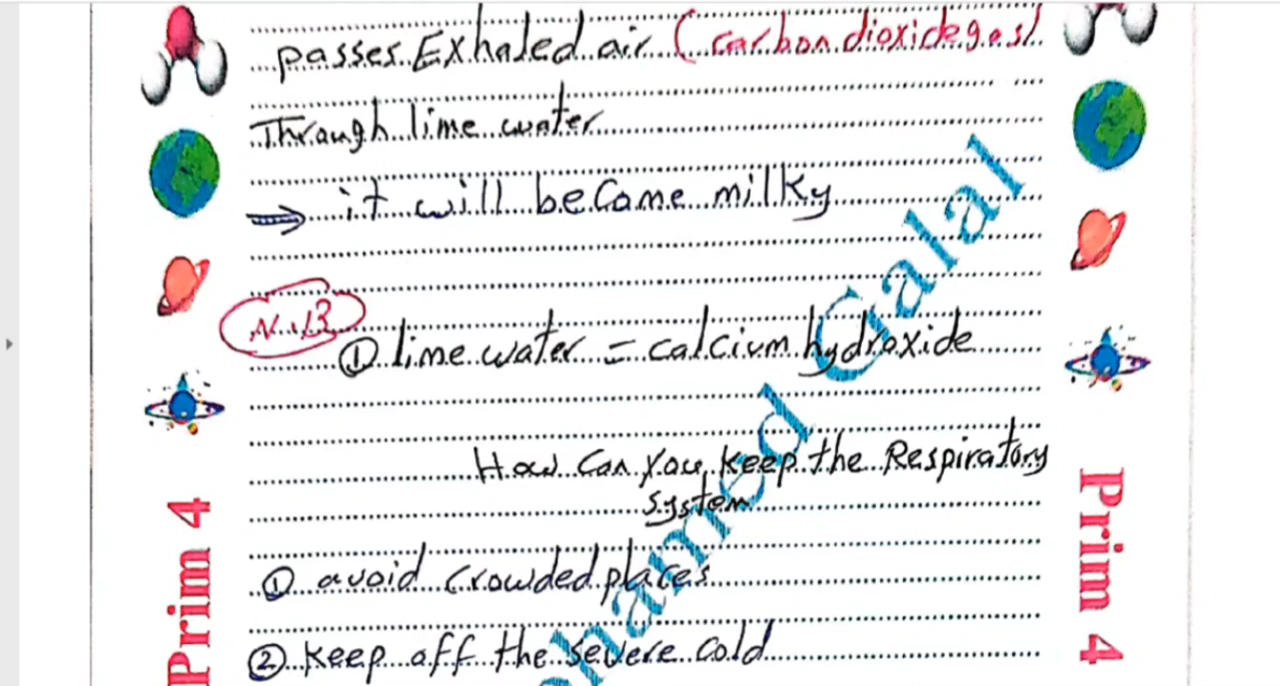 passes Exhaled air (carbon dioxide gas)
Through lime water
⇒ it will become milky
N.B
① lime water = calcium hydroxide
How Can you keep the Respiratory
system
① avoid crowded places
② keep off the severe cold
Prim 4
Prim 4
ohamed Galal